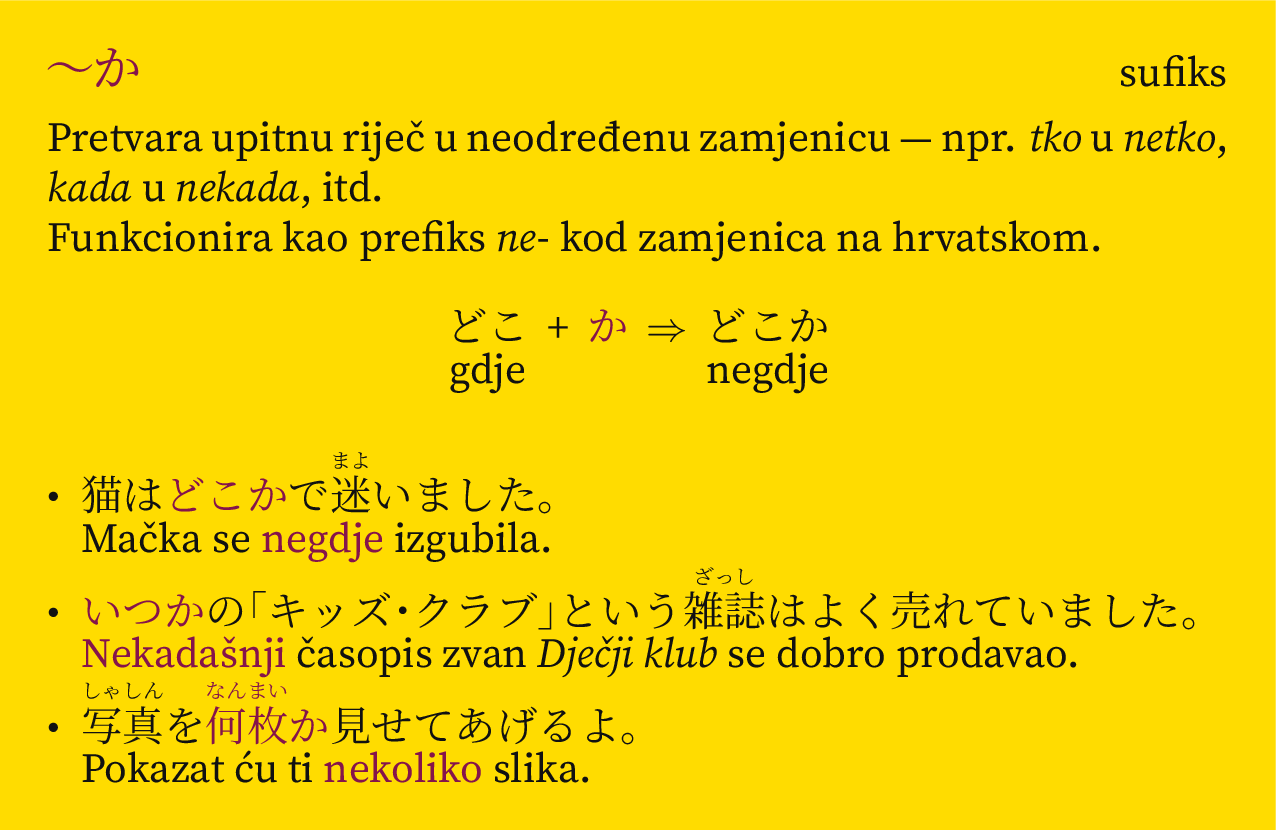 〜か
sufiks
Pretvara upitnu riječ u neodređenu zamjenicu — npr. tko u netko,
kada u nekada, itd.
Funkcionira kao prefiks ne- kod zamjenica na hrvatskom.
どこ + か ⇒ どこか
gdje negdje
まよ
• 猫はどこかで迷いました。
Mačka se negdje izgubila.
ざっし
• いつかの「キッズ・クラブ」という雑誌はよく売れていました。
Nekadašnji časopis zvan Dječji klub se dobro prodavao.
しゃしん なんまい
• 写真を何枚か見せてあげるよ。
Pokazat ću ti nekoliko slika.